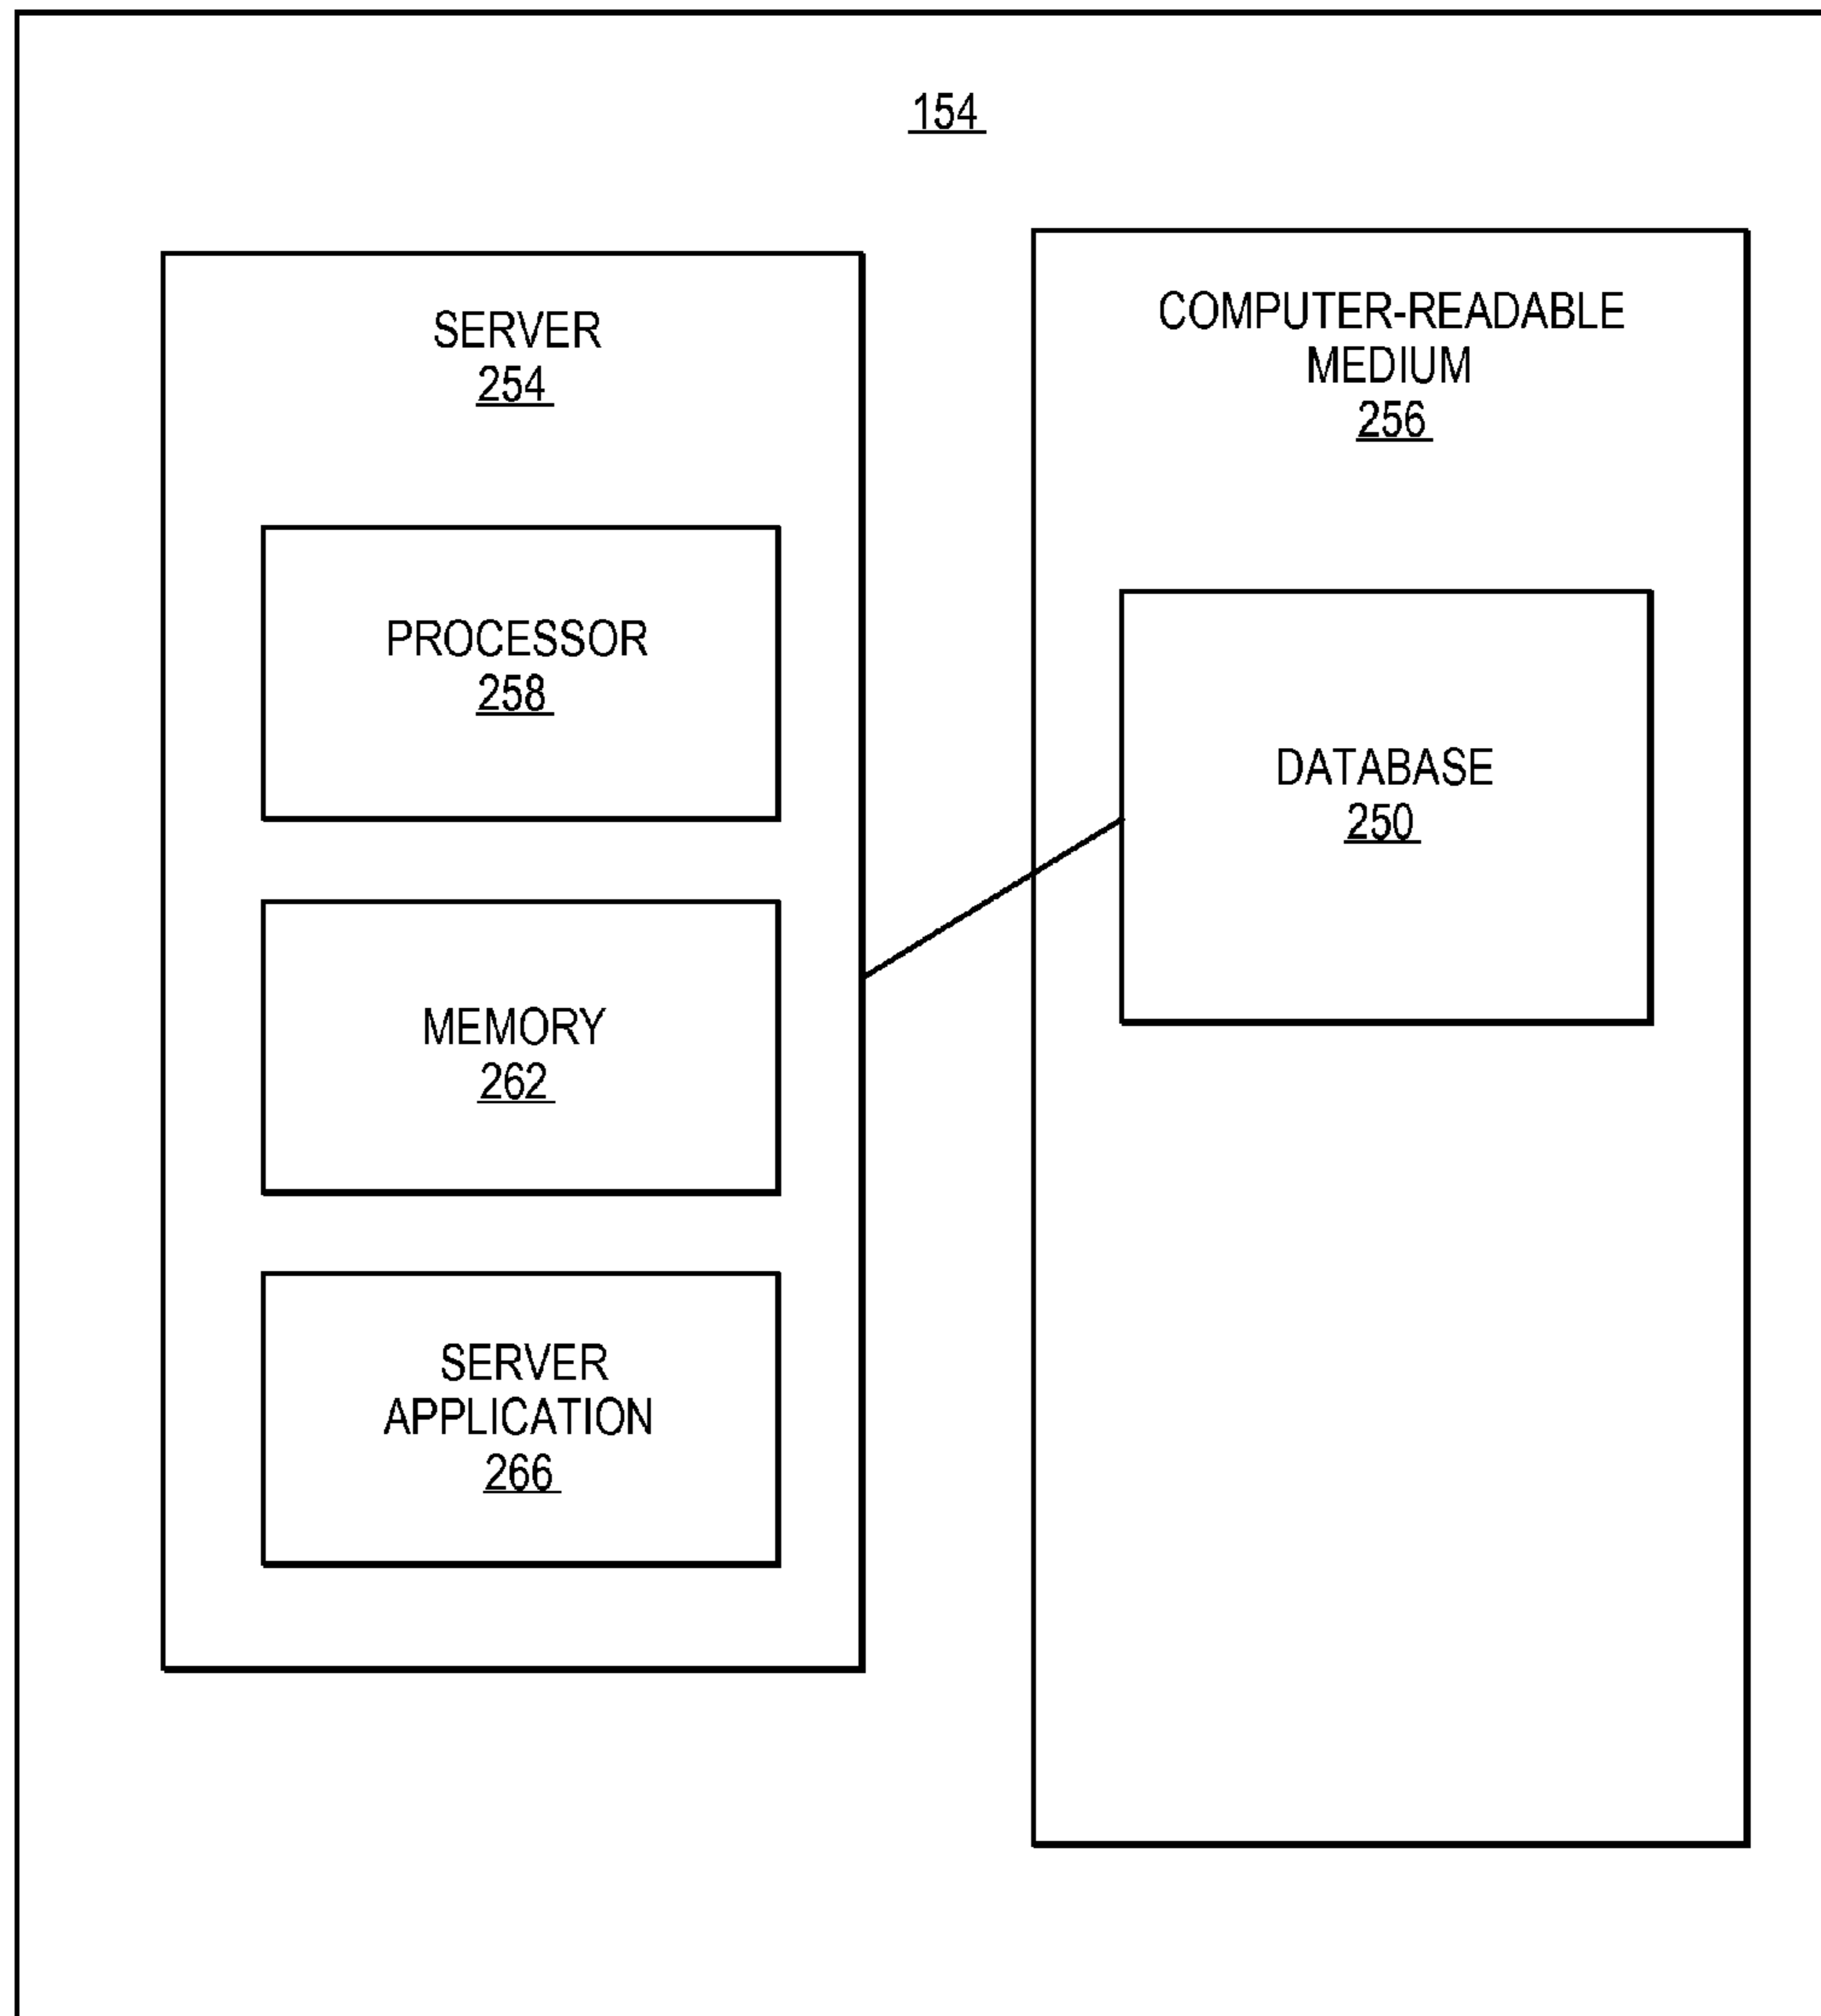 154
SERVER
254
PROCESSOR
258
MEMORY
262
SERVER
APPLICATION
266
COMPUTER-READABLE
MEDIUM
256
DATABASE
250